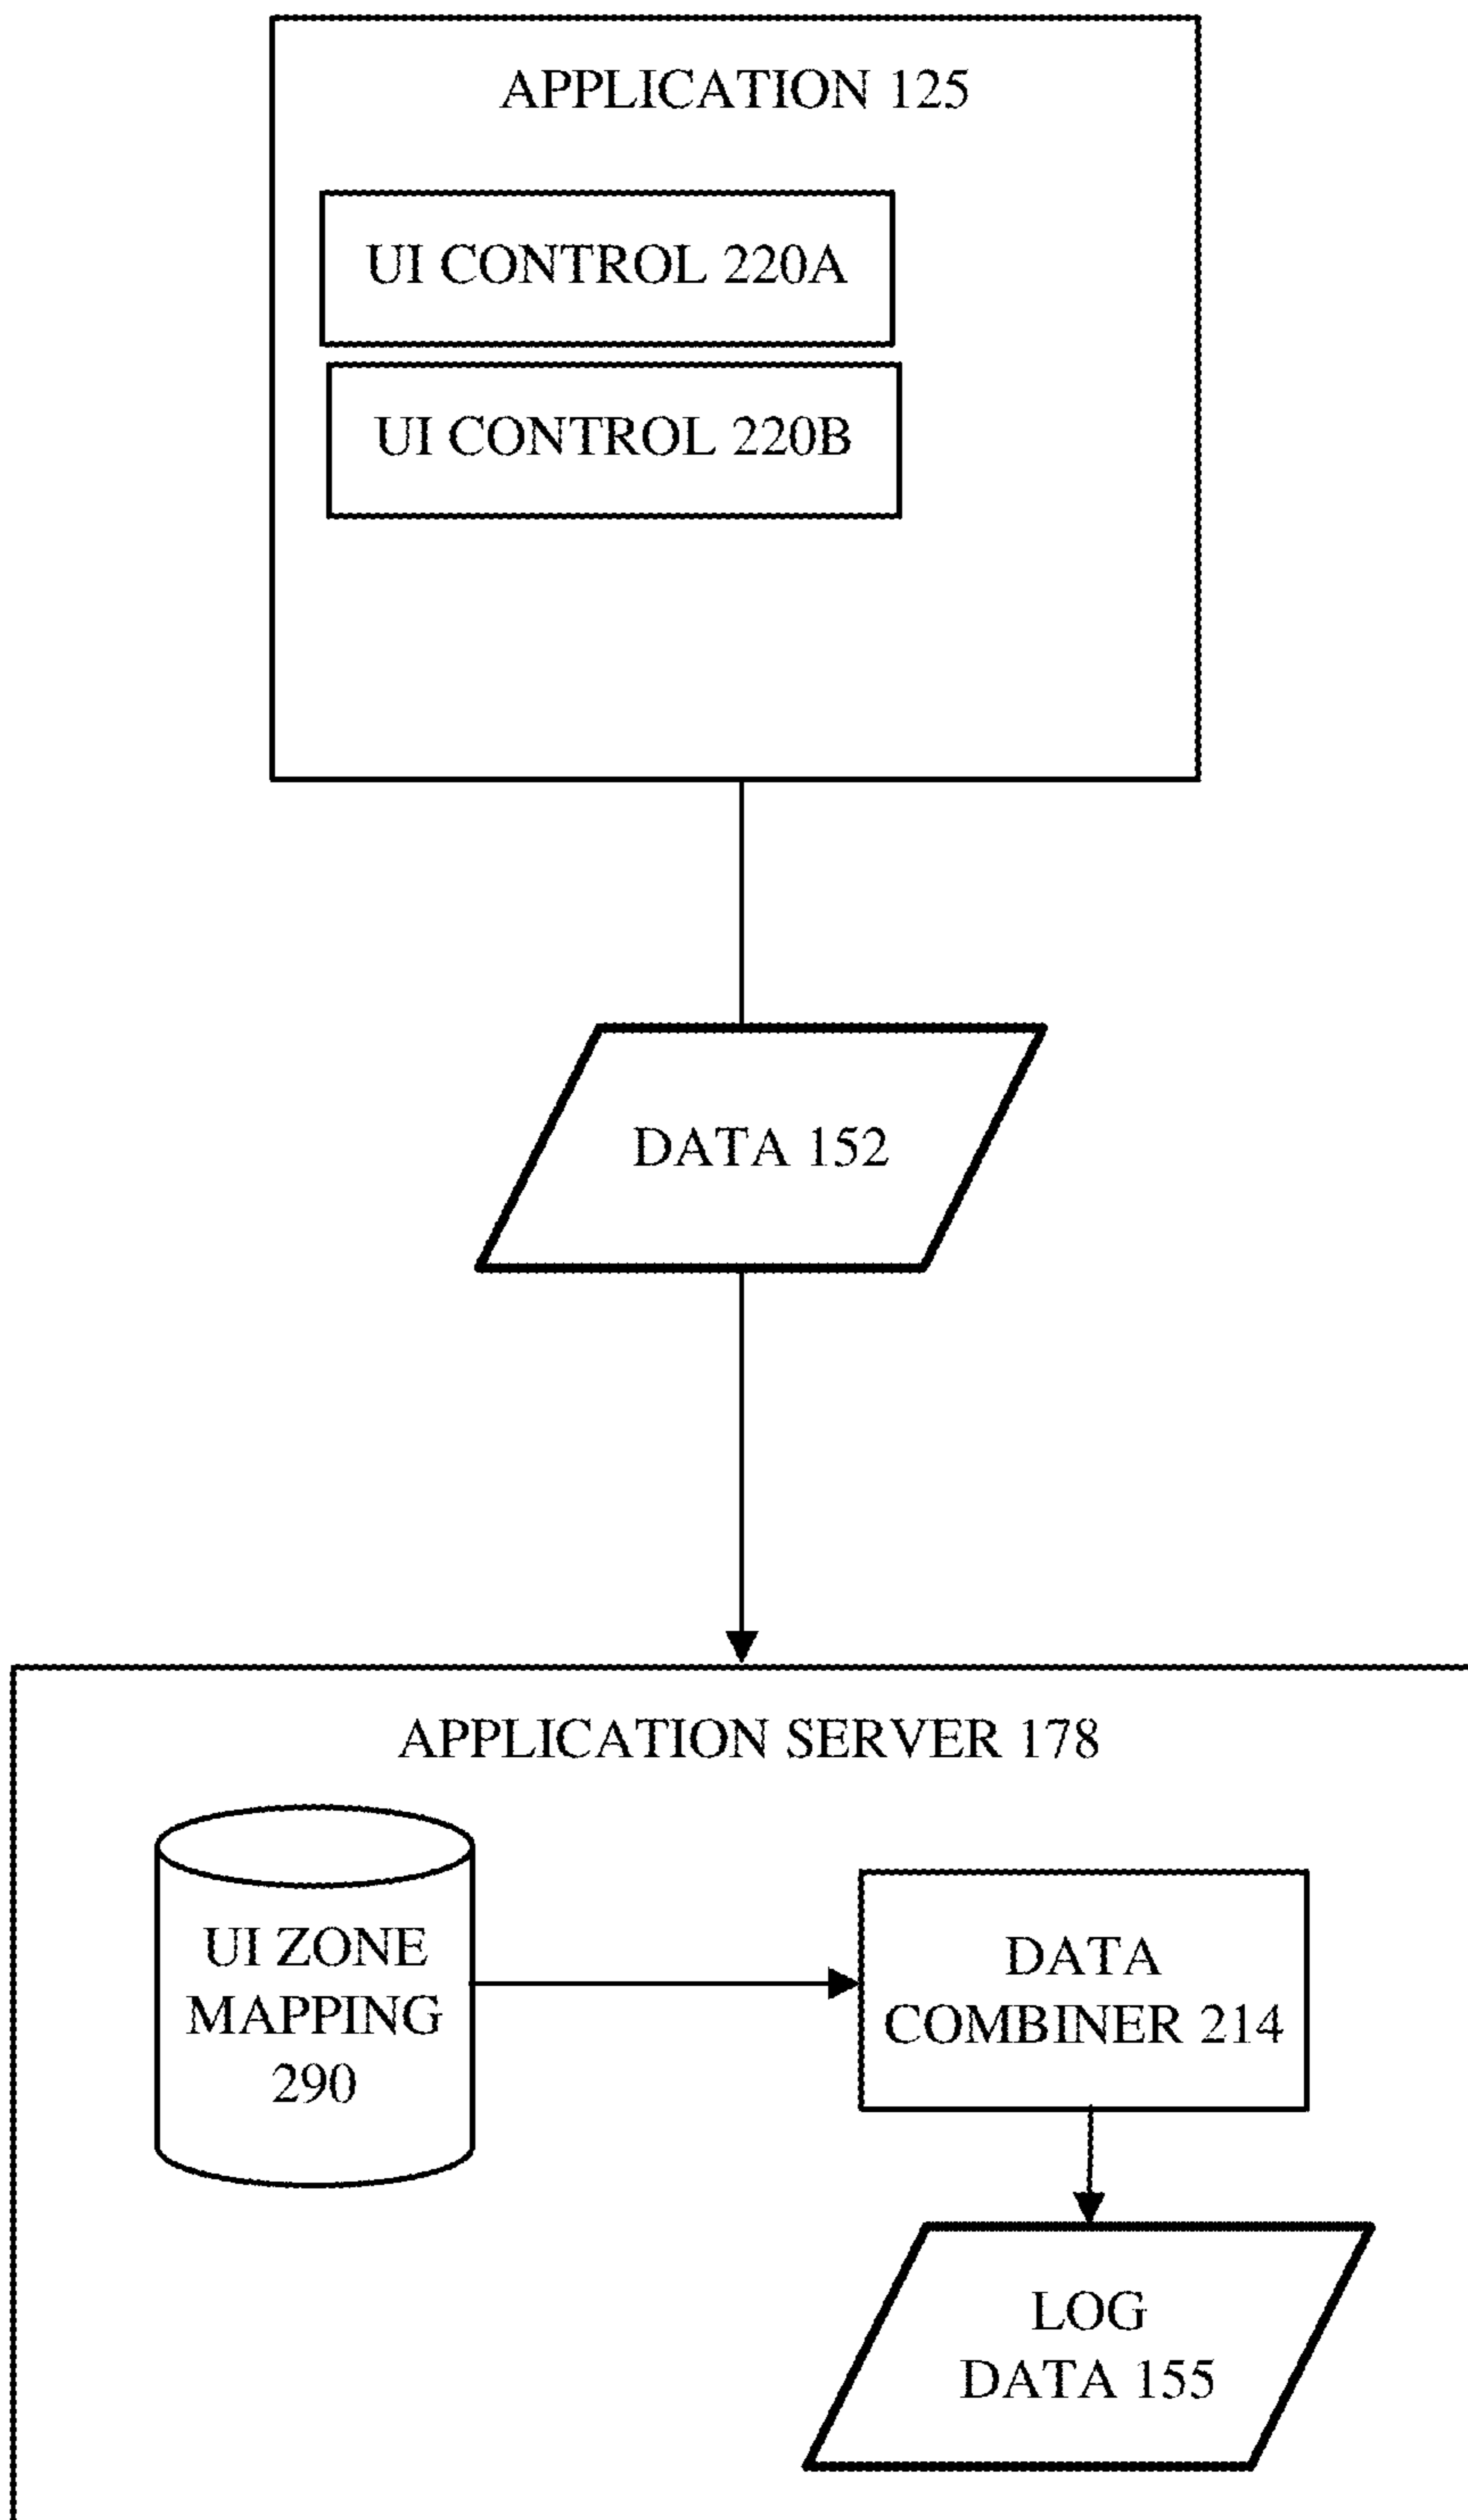 APPLICATION 125
UI CONTROL 220A
UI CONTROL 220B
DATA 152
APPLICATION SERVER 178
UI ZONE
MAPPING
290
DATA
COMBINER 214
LOG
DATA 155